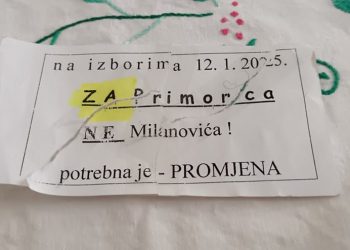 na izborima 12.1.2025.
ZA Primorca
NE Milanovića !
potrebna je - PROMJENA